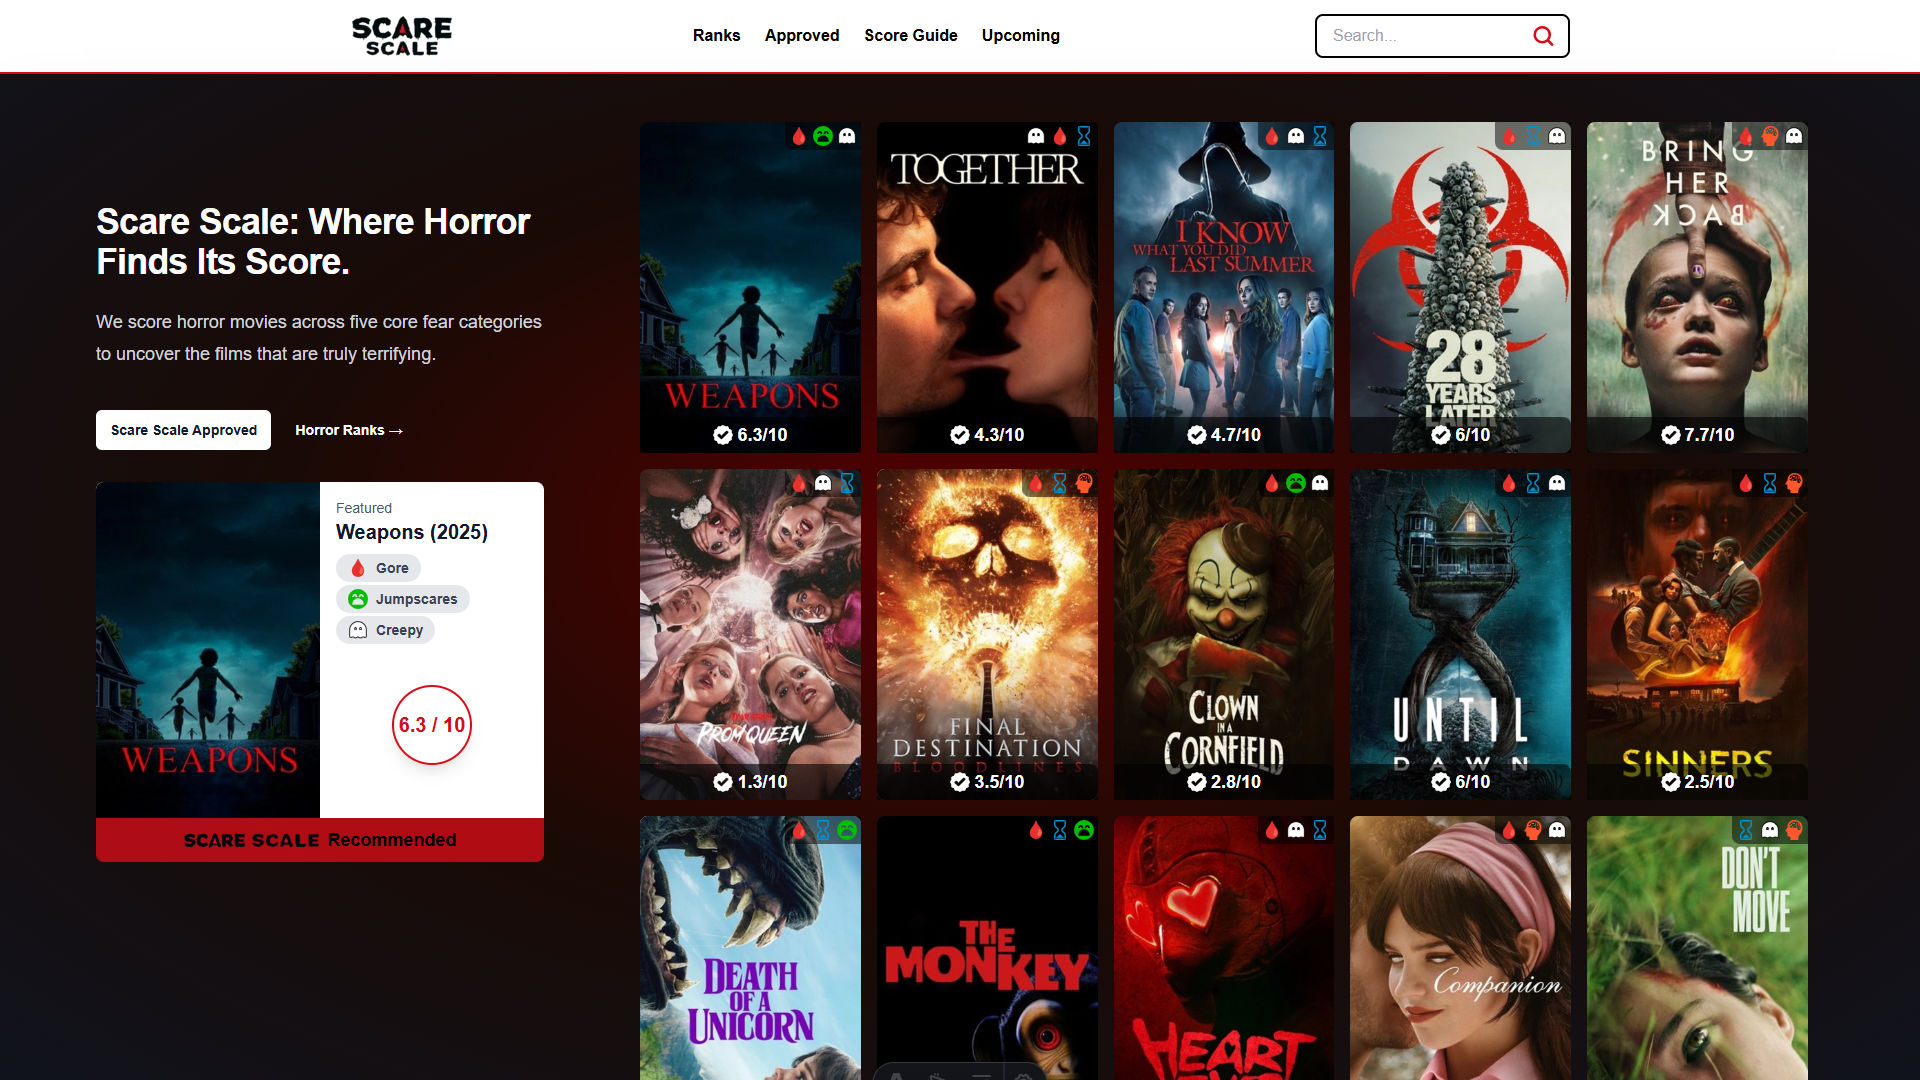 SCARE
SCALE
Ranks
Approved
Score Guide
Upcoming
Search...
Scare Scale: Where Horror
Finds Its Score.
We score horror movies across five core fear categories
to uncover the films that are truly terrifying.
Scare Scale Approved
Horror Ranks →
WEAPONS
Featured
Weapons (2025)
Gore
Jumpscares
Creepy
6.3 / 10
SCARE SCALE Recommended
WEAPONS
6.3/10
TOGETHER
4.3/10
I KNOW
WHAT YOU DID
LAST SUMMER
4.7/10
28
YEARS
LATER
6/10
BRING
HER
BACK
7.7/10
FEAR STREET
PROM QUEEN
1.3/10
FINAL
DESTINATION
BLOODLINES
3.5/10
CLOWN
IN A
CORNFIELD
2.8/10
UNTIL
DAWN
6/10
SINNERS
2.5/10
DEATH
OF A
UNICORN
THE
MONKEY
HEART
Companion
DON'T
MOVE